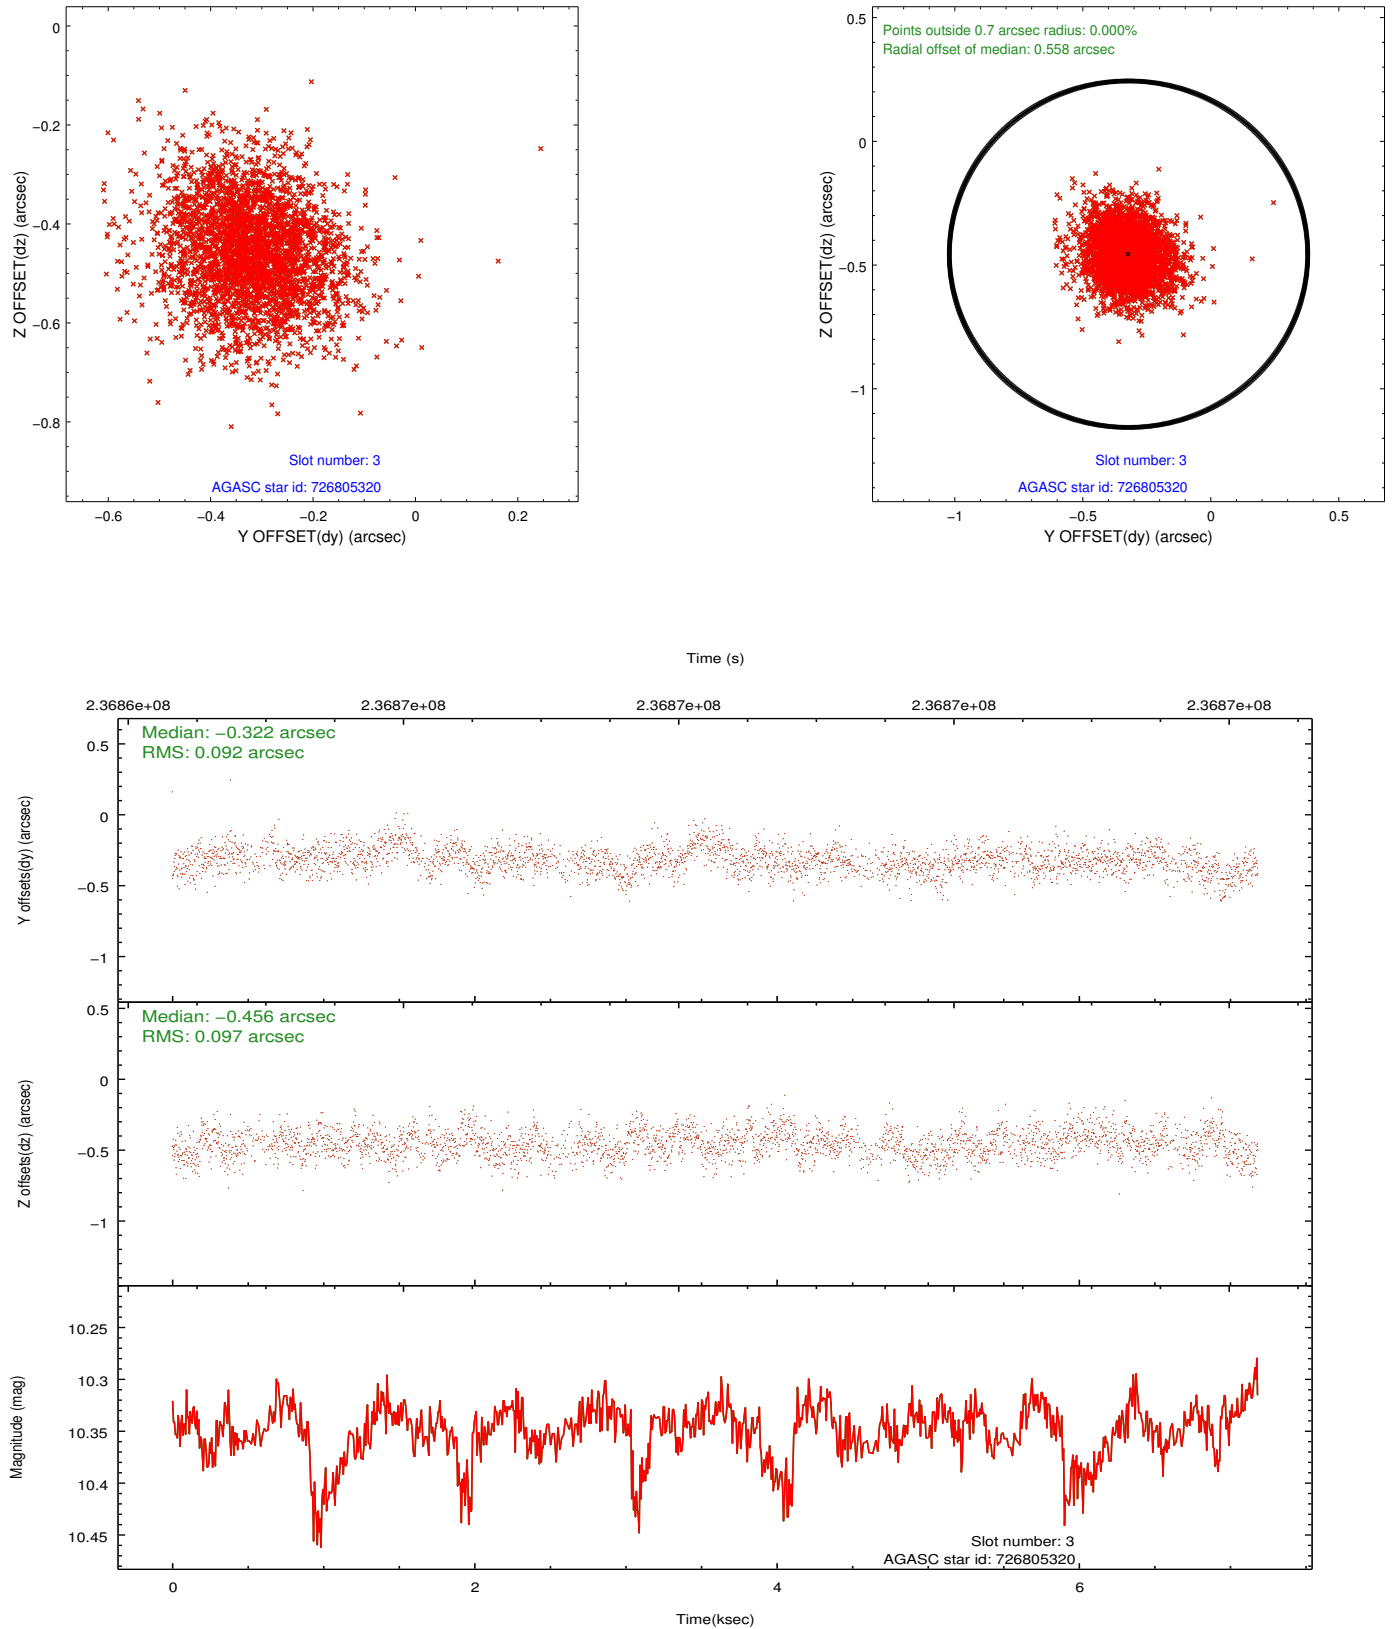 0
−0.2
−0.4
−0.6
−0.8
Z OFFSET(dz) (arcsec)
Slot number: 3
AGASC star id: 726805320
−0.6 −0.4 −0.2 0 0.2
Y OFFSET(dy) (arcsec)
Points outside 0.7 arcsec radius: 0.000%
Radial offset of median: 0.558 arcsec
0.5
0
−0.5
−1
Z OFFSET(dz) (arcsec)
Slot number: 3
AGASC star id: 726805320
−1 −0.5 0 0.5
Y OFFSET(dy) (arcsec)
Time (s)
2.3686e+08 2.3687e+08 2.3687e+08 2.3687e+08 2.3687e+08
Median: −0.322 arcsec
RMS: 0.092 arcsec
0.5
0
−0.5
−1
Y offsets(dy) (arcsec)
Median: −0.456 arcsec
RMS: 0.097 arcsec
0.5
0
−0.5
−1
Z offsets(dz) (arcsec)
10.25
10.3
10.35
10.4
10.45
Magnitude (mag)
Slot number: 3
AGASC star id: 726805320
0 2 4 6
Time(ksec)